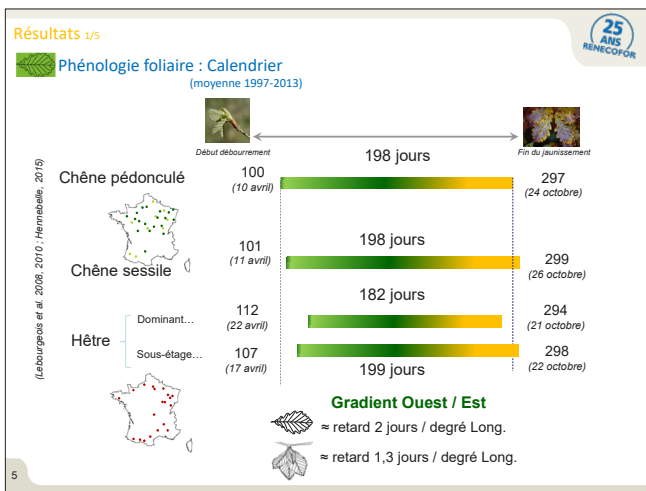 Résultats 1/5
25
ANS
RENECOFOR
Phénologie foliaire : Calendrier
(moyenne 1997-2013)
Début débourrement
Fin du jaunissement
198 jours
Chêne pédonculé
100
(10 avril)
297
(24 octobre)
198 jours
Chêne sessile
101
(11 avril)
299
(26 octobre)
182 jours
Hêtre
Dominant…
112
(22 avril)
294
(21 octobre)
Sous-étage…
107
(17 avril)
298
(22 octobre)
199 jours
(Lebourgeois et al. 2008, 2010 ; Hennebelle, 2015)
Gradient Ouest / Est
≈ retard 2 jours / degré Long.
≈ retard 1,3 jours / degré Long.
5